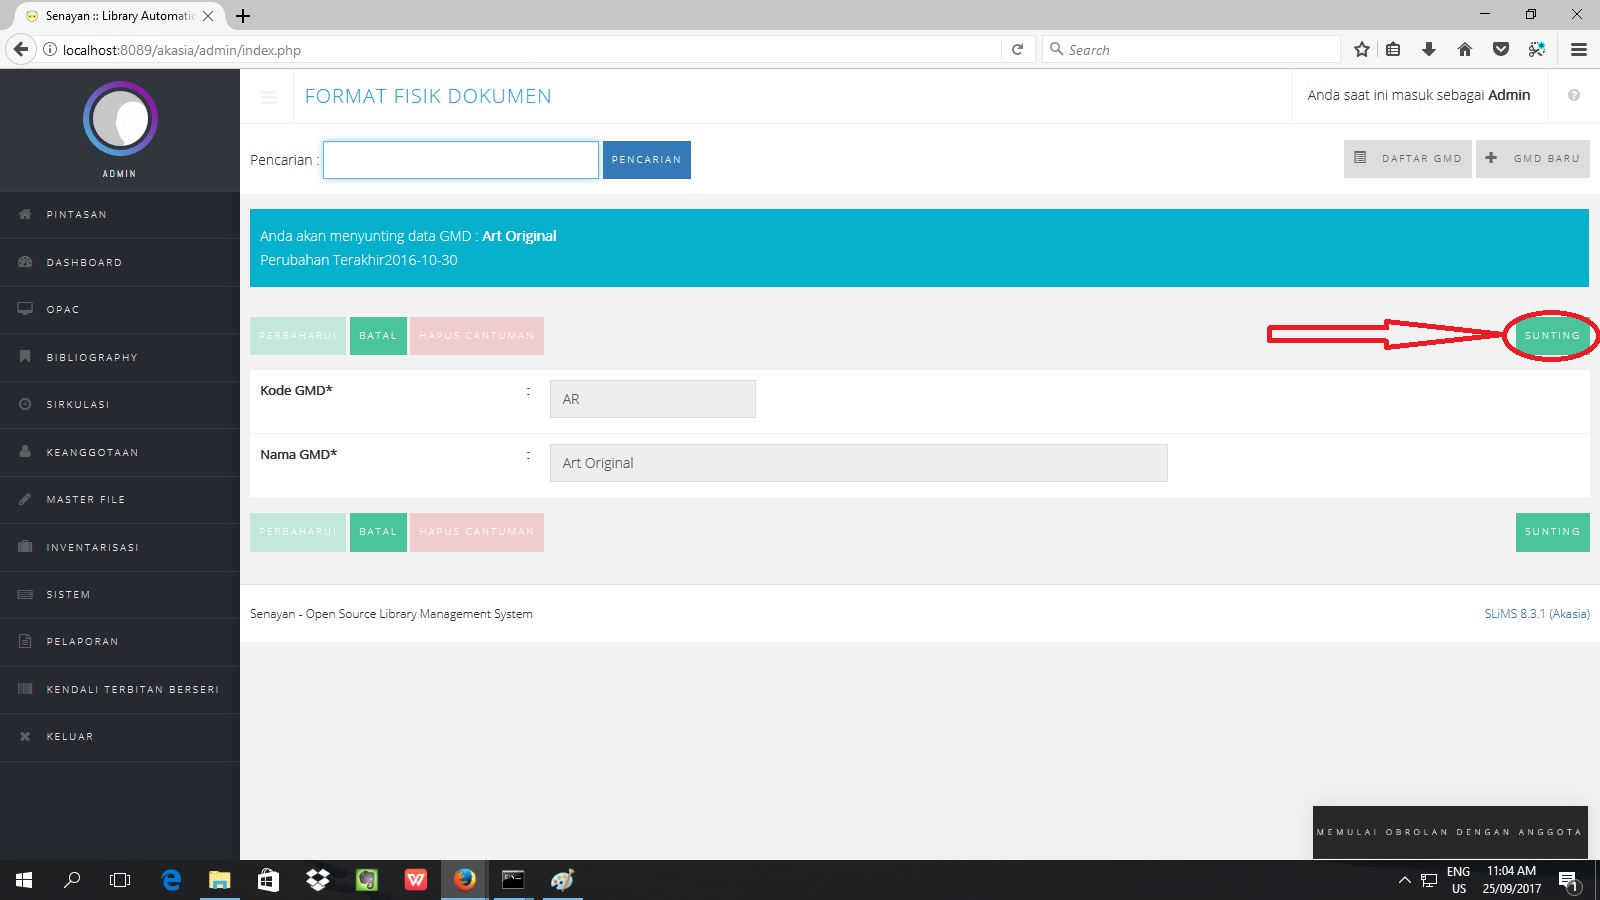 Senayan :: Library Automatic
localhost:8089/akasia/admin/index.php
Search
ADMIN
PINTASAN
DASHBOARD
OPAC
BIBLIOGRAPHY
SIRKULASI
KEANGGOTAAN
MASTER FILE
INVENTARISASI
SISTEM
PELAPORAN
KENDALI TERBITAN BERSERI
KELUAR
FORMAT FISIK DOKUMEN
Anda saat ini masuk sebagai Admin
Pencarian :
PENCARIAN
DAFTAR GMD
GMD BARU
Anda akan menyunting data GMD : Art Original
Perubahan Terakhir2016-10-30
PERBAHARUI BATAL HAPUS CANTUMAN SUNTING
Kode GMD* : AR
Nama GMD* : Art Original
PERBAHARUI BATAL HAPUS CANTUMAN SUNTING
Senayan - Open Source Library Management System
SLiMS 8.3.1 (Akasia)
MEMULAI OBROLAN DENGAN ANGGOTA
ENG
US
11:04 AM
25/09/2017
1